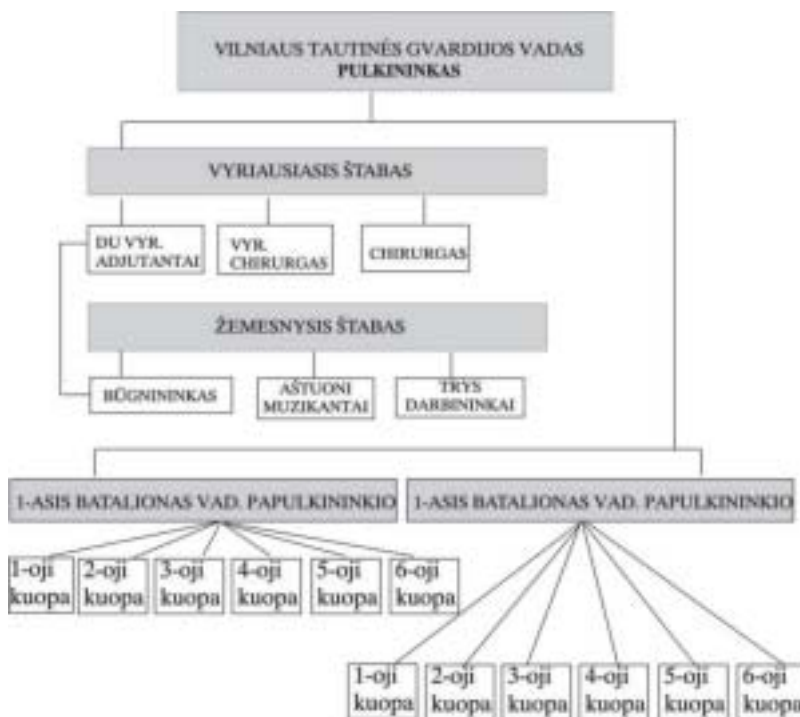 VILNIAUS TAUTINĖS GVARDIJOS VADAS
PULKININKAS
VYRIAUSIASIS ŠTABAS
DU VYR.
ADJUTANTAI
VYR.
CHIRURGAS
CHIRURGAS
ŽEMESNYSIS ŠTABAS
BŪGNININKAS
AŠTUONI
MUZIKANTAI
TRYS
DARBININKAI
1-ASIS BATALIONAS VAD. PAPULKININKIO
1-ASIS BATALIONAS VAD. PAPULKININKIO
1-oji
kuopa
2-oji
kuopa
3-oji
kuopa
4-oji
kuopa
5-oji
kuopa
6-oji
kuopa
1-oji
kuopa
2-oji
kuopa
3-oji
kuopa
4-oji
kuopa
5-oji
kuopa
6-oji
kuopa